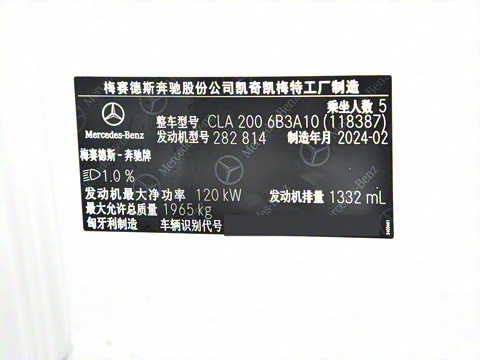 梅赛德斯奔驰股份公司凯奇凯梅特工厂制造
乘坐人数 5
整车型号 CLA 200 6B3A10 (118387)
Mercedes-Benz
发动机型号 282 814 制造年月 2024-02
梅赛德斯-奔驰牌
1.0 %
发动机最大净功率 120 kW 发动机排量 1332 mL
最大允许总质量 1965 kg
匈牙利制造 车辆识别代号